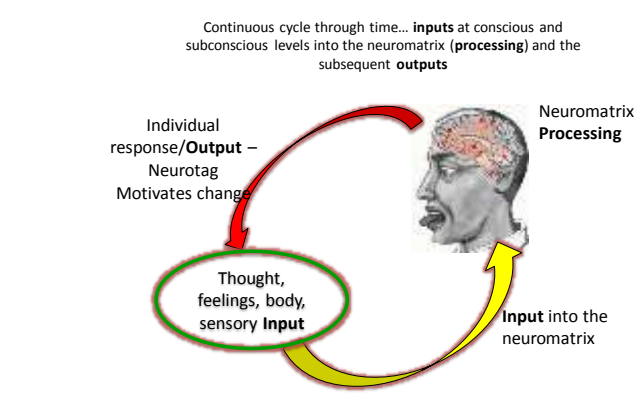 Continuous cycle through time… inputs at conscious and
subconscious levels into the neuromatrix (processing) and the
subsequent outputs
Neuromatrix
Processing
Individual
response/Output –
Neurotag
Motivates change
Thought,
feelings, body,
sensory Input
Input into the
neuromatrix